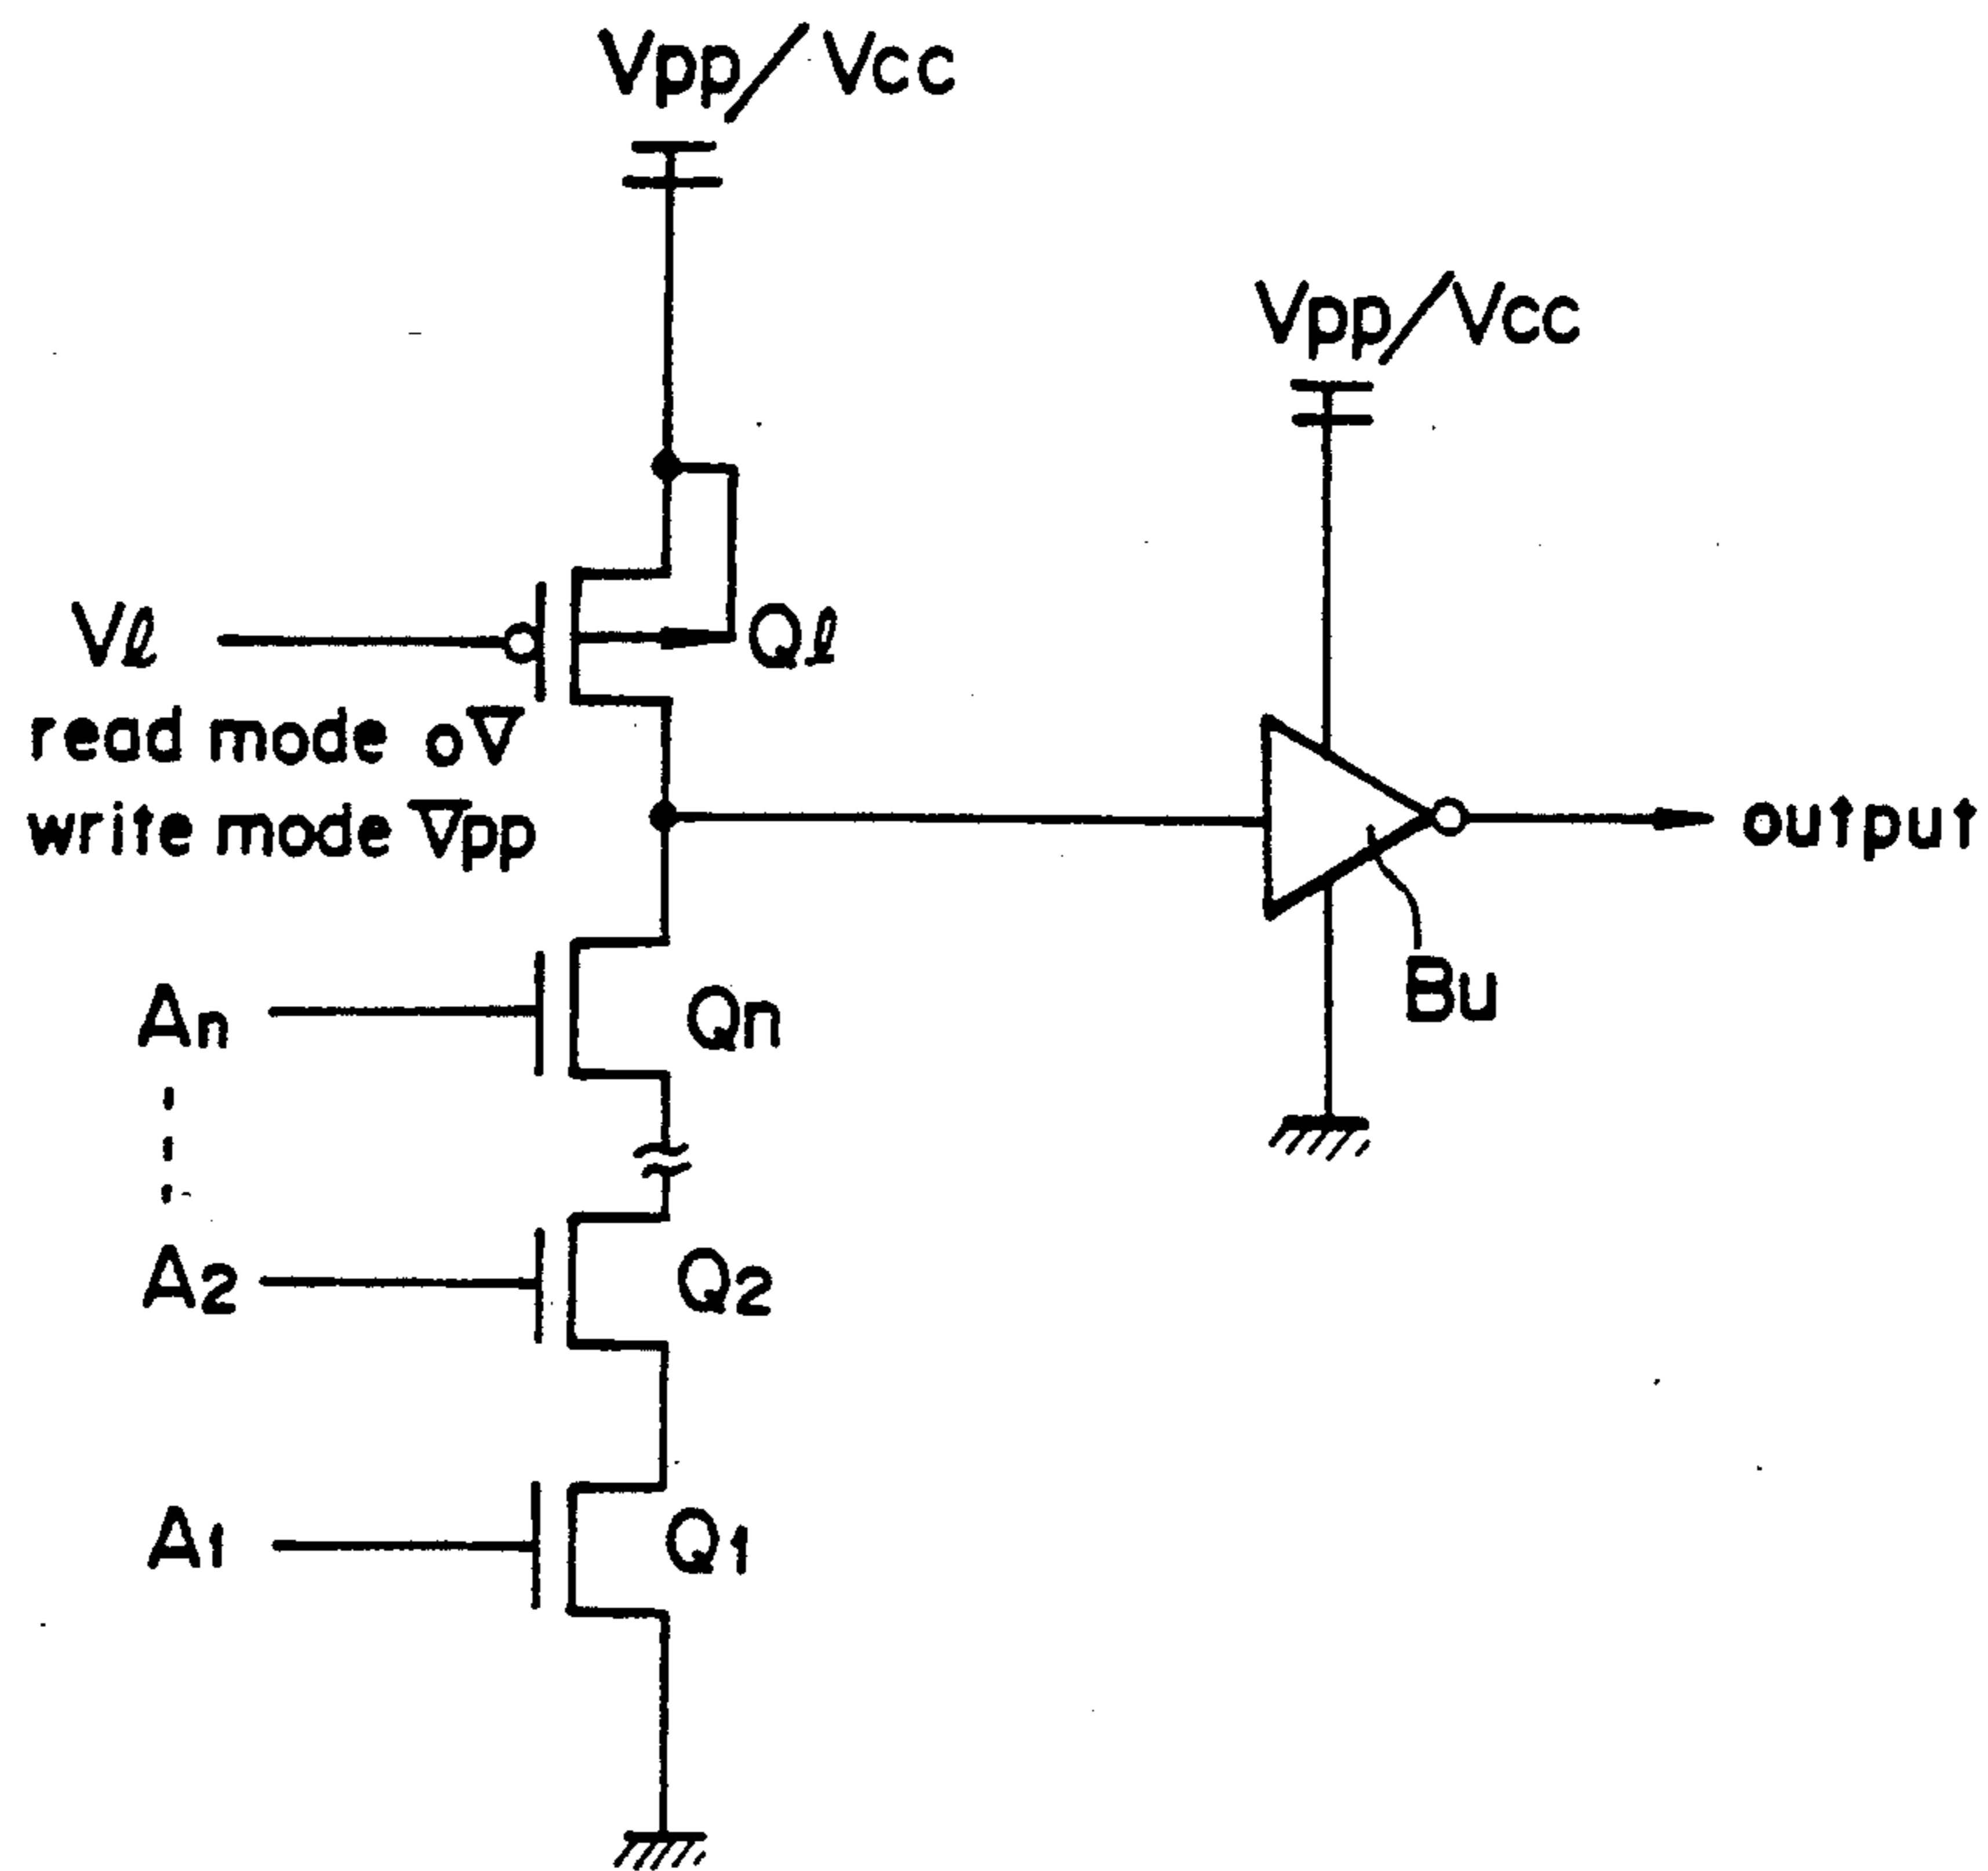 Vpp/Vcc
Vpp/Vcc
Vℓ
Qℓ
read mode oV
write mode Vpp
output
Bu
An
Qn
A2
Q2
A1
Q1